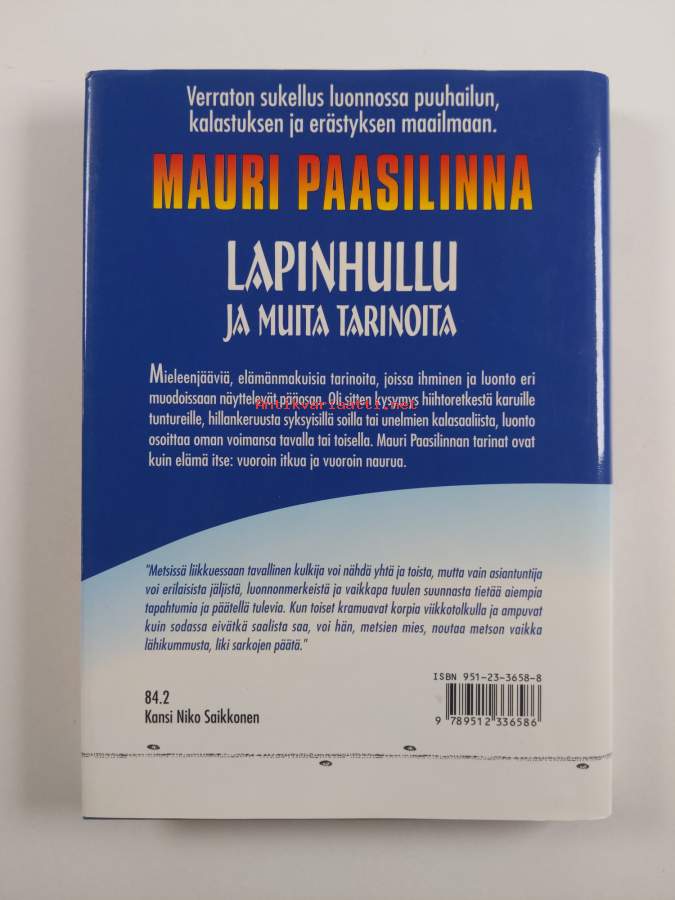 Verraton sukellus luonnossa puuhailun,
kalastuksen ja erästyksen maailmaan.
MAURI PAASILINNA
LAPINHULLU
JA MUITA TARINOITA
Mieleenjääviä, elämänmakuisia tarinoita, joissa ihminen ja luonto eri
muodoissaan näyttelevät pääosaa. Oli sitten kysymys hiihtoretkestä karuille
Antikvariaatti.net
tuntureille, hillankeruusta syksyisillä soilla tai unelmien kalasaaliista, luonto
osoittaa oman voimansa tavalla tai toisella. Mauri Paasilinnan tarinat ovat
kuin elämä itse: vuoroin itkua ja vuoroin naurua.
"Metsissä liikkuessaan tavallinen kulkija voi nähdä yhtä ja toista, mutta vain asiantuntija
voi erilaisista jäljistä, luonnonmerkeistä ja vaikkapa tuulen suunnasta tietää aiempia
tapahtumia ja päätellä tulevia. Kun toiset kramuavat korpia viikkotolkulla ja ampuvat
kuin sodassa eivätkä saalista saa, voi hän, metsien mies, noutaa metson vaikka
lähikummusta, liki sarkojen päätä."
ISBN 951-23-3658-8
84.2
Kansi Niko Saikkonen
9 789512 336586